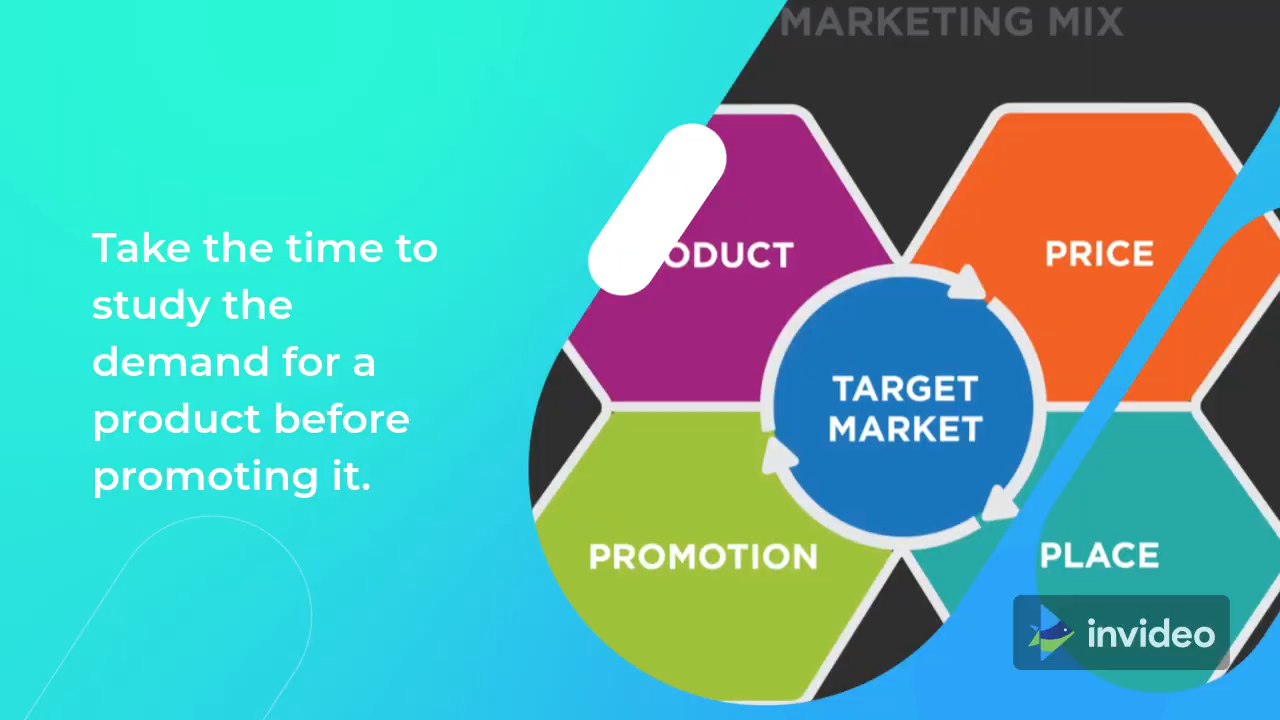 MARKETING MIX
Take the time to
study the
demand for a
product before
promoting it.
ODUCT
PRICE
TARGET
MARKET
PROMOTION
PLACE
invideo